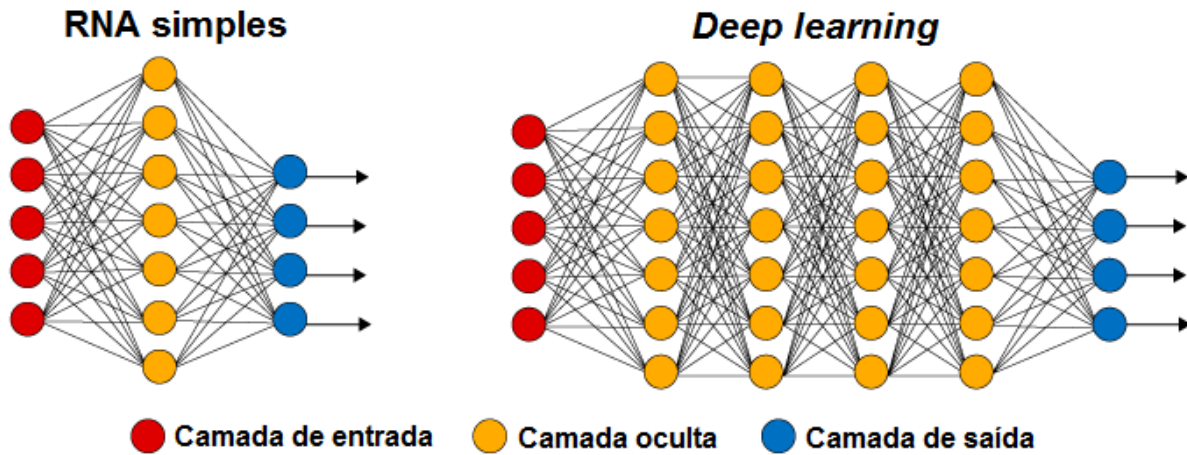 RNA simples
Deep learning
Camada de entrada
Camada oculta
Camada de saída